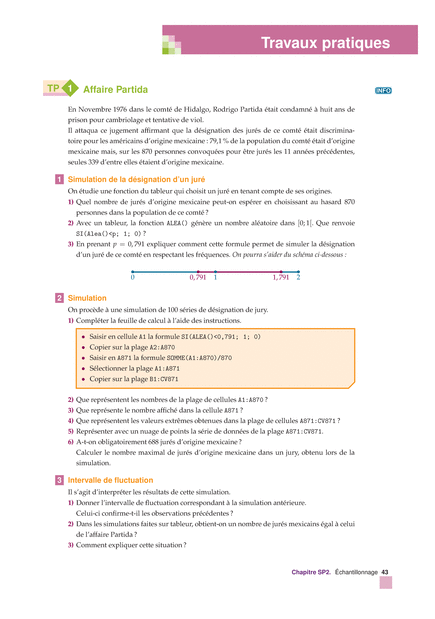 Travaux pratiques
TP 1 Affaire Partida
INFO
En Novembre 1976 dans le comté de Hidalgo, Rodrigo Partida était condamné à huit ans de
prison pour cambriolage et tentative de viol.
Il attaqua ce jugement affirmant que la désignation des jurés de ce comté était discrimina-
toire pour les américains d'origine mexicaine : 79,1 % de la population du comté était d'origine
mexicaine mais, sur les 870 personnes convoquées pour être jurés les 11 années précédentes,
seules 339 d'entre elles étaient d'origine mexicaine.
1 Simulation de la désignation d'un juré
On étudie une fonction du tableur qui choisit un juré en tenant compte de ses origines.
1) Quel nombre de jurés d'origine mexicaine peut-on espérer en choisissant au hasard 870
personnes dans la population de ce comté ?
2) Avec un tableur, la fonction ALEA() génère un nombre aléatoire dans [0;1[. Que renvoie
SI(Alea()<p; 1; 0) ?
3) En prenant p = 0,791 expliquer comment cette formule permet de simuler la désignation
d'un juré de ce comté en respectant les fréquences. On pourra s'aider du schéma ci-dessous :
0 0,791 1 1,791 2
2 Simulation
On procède à une simulation de 100 séries de désignation de jury.
1) Compléter la feuille de calcul à l'aide des instructions.
• Saisir en cellule A1 la formule SI(ALEA()<0,791; 1; 0)
• Copier sur la plage A2:A870
• Saisir en A871 la formule SOMME(A1:A870)/870
• Sélectionner la plage A1:A871
• Copier sur la plage B1:CV871
2) Que représentent les nombres de la plage de cellules A1:A870 ?
3) Que représente le nombre affiché dans la cellule A871 ?
4) Que représentent les valeurs extrêmes obtenues dans la plage de cellules A871:CV871 ?
5) Représenter avec un nuage de points la série de données de la plage A871:CV871.
6) A-t-on obligatoirement 688 jurés d'origine mexicaine ?
Calculer le nombre maximal de jurés d'origine mexicaine dans un jury, obtenu lors de la
simulation.
3 Intervalle de fluctuation
Il s'agit d'interpréter les résultats de cette simulation.
1) Donner l'intervalle de fluctuation correspondant à la simulation antérieure.
Celui-ci confirme-t-il les observations précédentes ?
2) Dans les simulations faites sur tableur, obtient-on un nombre de jurés mexicains égal à celui
de l'affaire Partida ?
3) Comment expliquer cette situation ?
Chapitre SP2. Échantillonnage 43